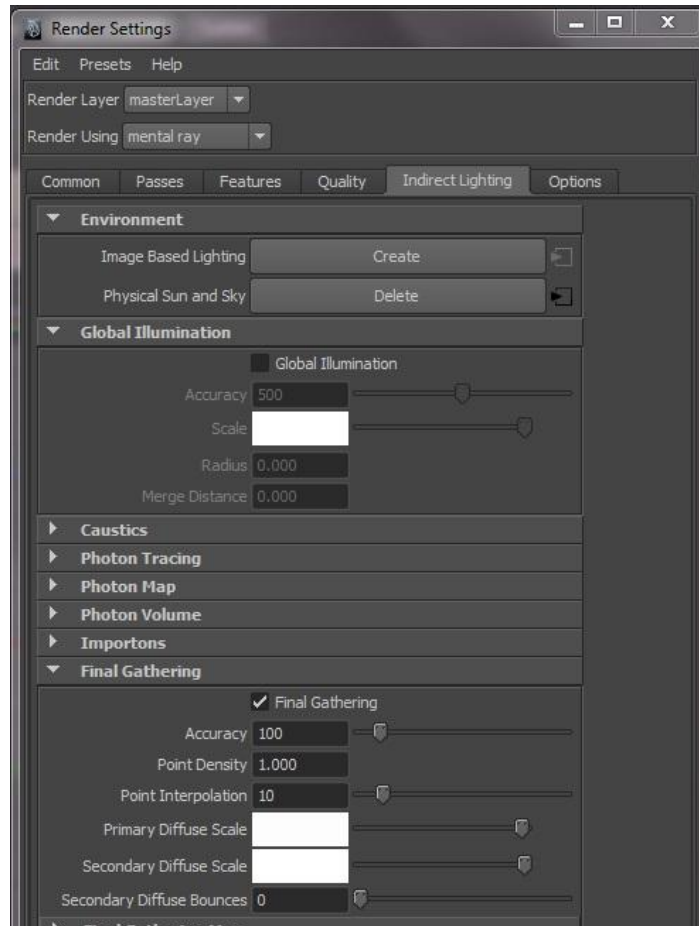 Render Settings
Edit Presets Help
Render Layer masterLayer
Render Using mental ray
Common Passes Features Quality Indirect Lighting Options
Environment
Image Based Lighting Create
Physical Sun and Sky Delete
Global Illumination
Global Illumination
Accuracy 500
Scale
Radius 0.000
Merge Distance 0.000
Caustics
Photon Tracing
Photon Map
Photon Volume
Importons
Final Gathering
Final Gathering
Accuracy 100
Point Density 1.000
Point Interpolation 10
Primary Diffuse Scale
Secondary Diffuse Scale
Secondary Diffuse Bounces 0